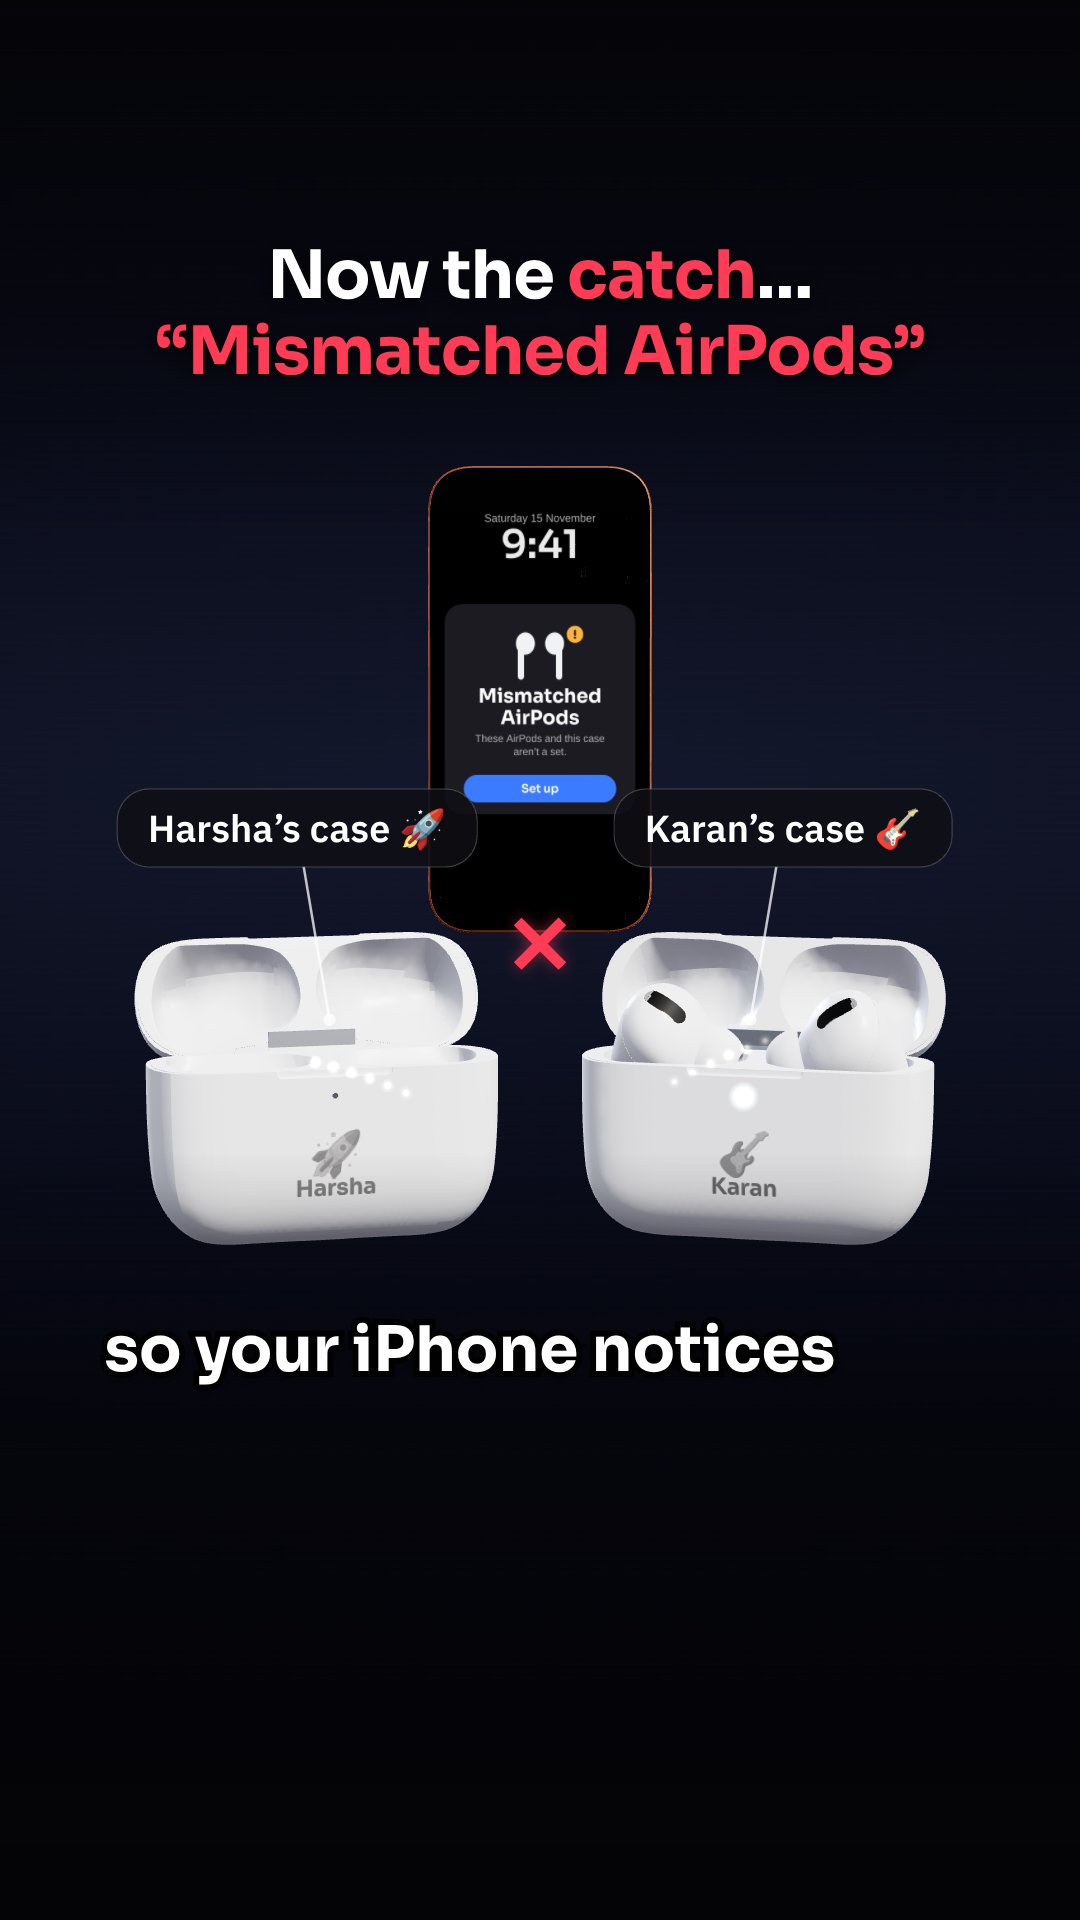 Now the catch...
“Mismatched AirPods”
Saturday 15 November
9:41
!
Mismatched
AirPods
These AirPods and this case
aren't a set.
Set up
Harsha’s case 🚀
Karan’s case 🎸
Harsha
Karan
so your iPhone notices